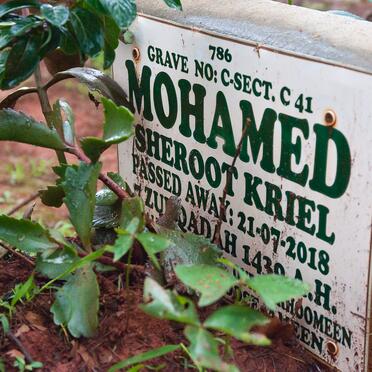 786
GRAVE NO: C-SECT. C 41
MOHAMED
SHEROOT KRIEL
PASSED AWAY: 21-07-2018
ZUL QADAH 1439 A.H.